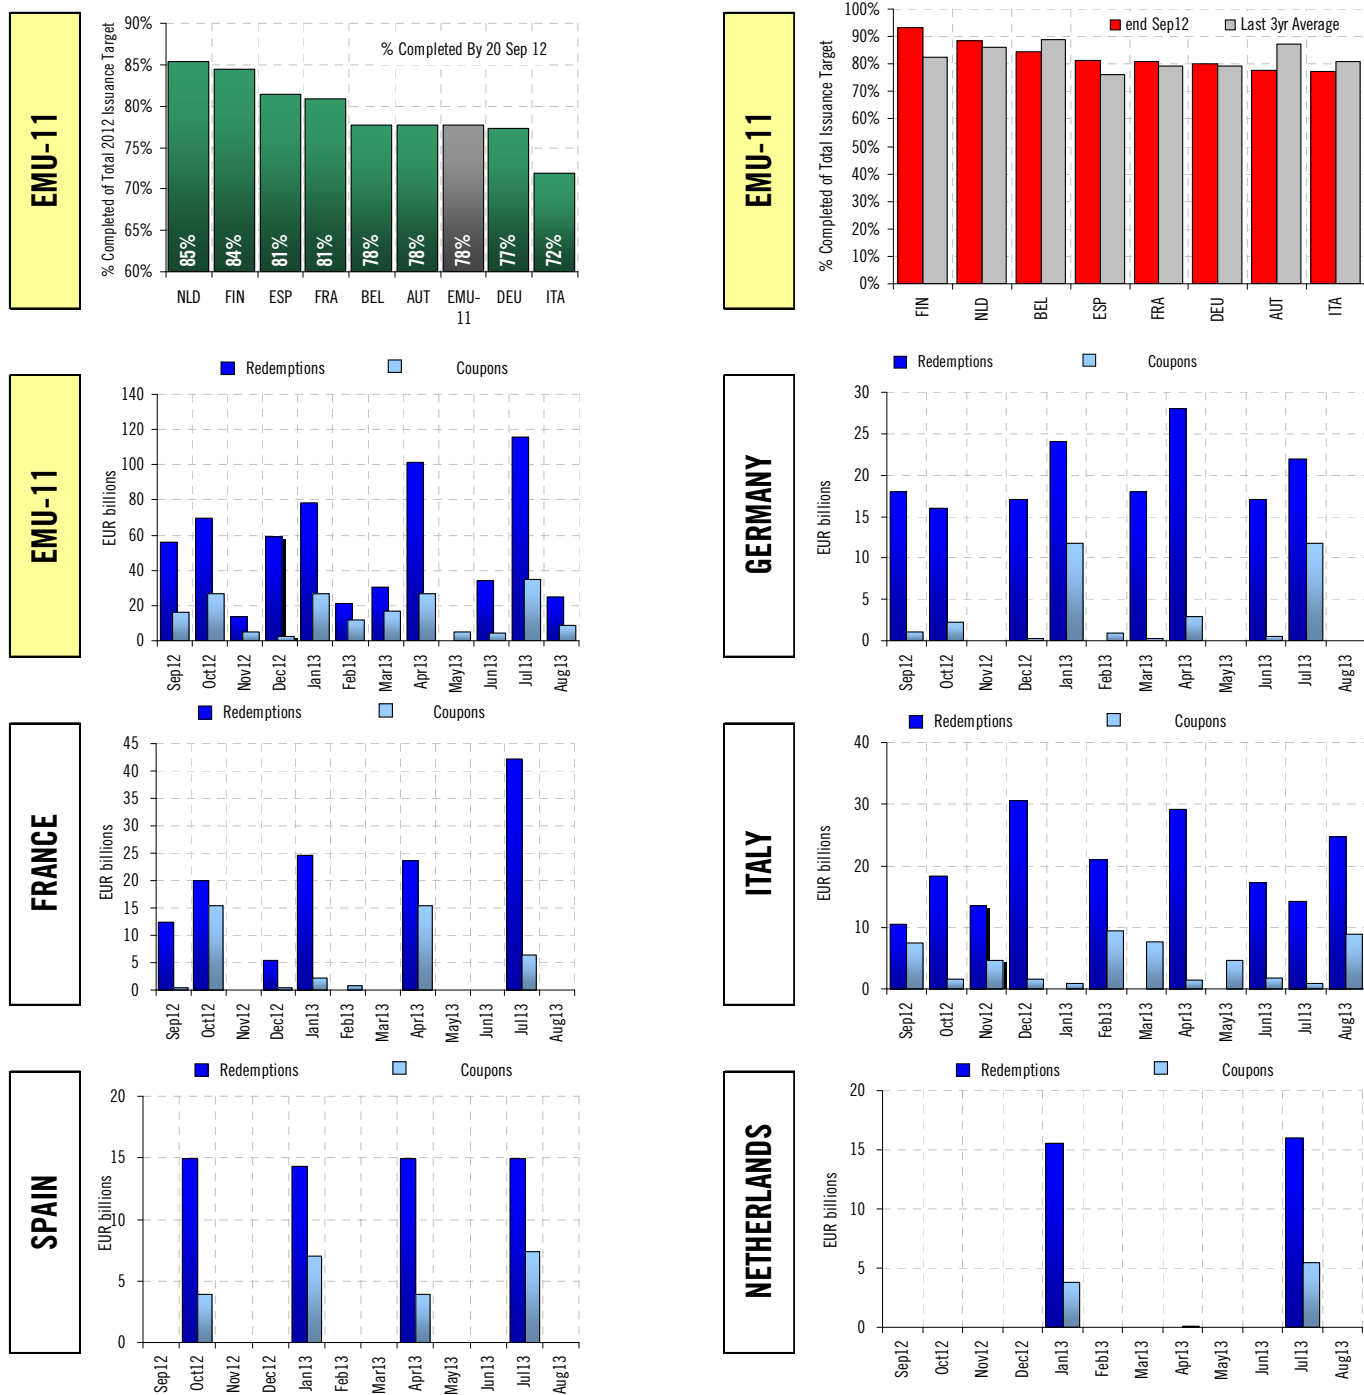 EMU-11
% Completed of Total 2012 Issuance Target
90%
85%
80%
75%
70%
65%
60%
% Completed By 20 Sep 12
85%
84%
81%
81%
78%
78%
78%
77%
72%
NLD FIN ESP FRA BEL AUT EMU- DEU ITA
11
EMU-11
% Completed of Total Issuance Target
100%
90%
80%
70%
60%
50%
40%
30%
20%
10%
0%
end Sep12 Last 3yr Average
FIN NLD BEL ESP FRA DEU AUT ITA
EMU-11
Redemptions Coupons
EUR billions
140
120
100
80
60
40
20
0
Sep12 Oct12 Nov12 Dec12 Jan13 Feb13 Mar13 Apr13 May13 Jun13 Jul13 Aug13
GERMANY
Redemptions Coupons
EUR billions
30
25
20
15
10
5
0
Sep12 Oct12 Nov12 Dec12 Jan13 Feb13 Mar13 Apr13 May13 Jun13 Jul13 Aug13
FRANCE
Redemptions Coupons
EUR billions
45
40
35
30
25
20
15
10
5
0
Sep12 Oct12 Nov12 Dec12 Jan13 Feb13 Mar13 Apr13 May13 Jun13 Jul13 Aug13
ITALY
Redemptions Coupons
EUR billions
40
30
20
10
0
Sep12 Oct12 Nov12 Dec12 Jan13 Feb13 Mar13 Apr13 May13 Jun13 Jul13 Aug13
SPAIN
Redemptions Coupons
EUR billions
20
15
10
5
0
Sep12 Oct12 Nov12 Dec12 Jan13 Feb13 Mar13 Apr13 May13 Jun13 Jul13 Aug13
NETHERLANDS
Redemptions Coupons
EUR billions
20
15
10
5
0
Sep12 Oct12 Nov12 Dec12 Jan13 Feb13 Mar13 Apr13 May13 Jun13 Jul13 Aug13